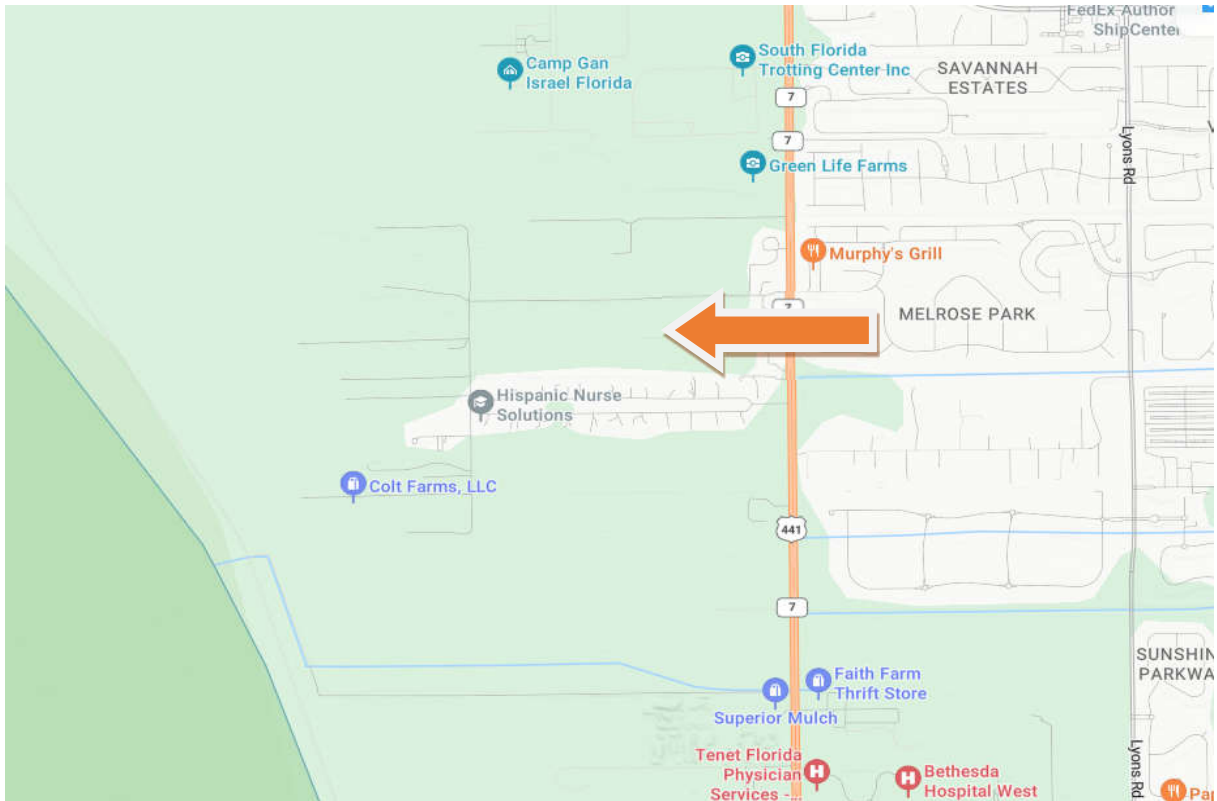 FedEx Author
ShipCenter
Camp Gan
Israel Florida
South Florida
Trotting Center Inc
SAVANNAH
ESTATES
7
7
Lyons Rd
Green Life Farms
Murphy's Grill
7
MELROSE PARK
Hispanic Nurse
Solutions
Colt Farms, LLC
441
7
SUNSHIN
PARKWA
Faith Farm
Thrift Store
Superior Mulch
Tenet Florida
Physician
Services -...
Bethesda
Hospital West
Lyons Rd
Pa